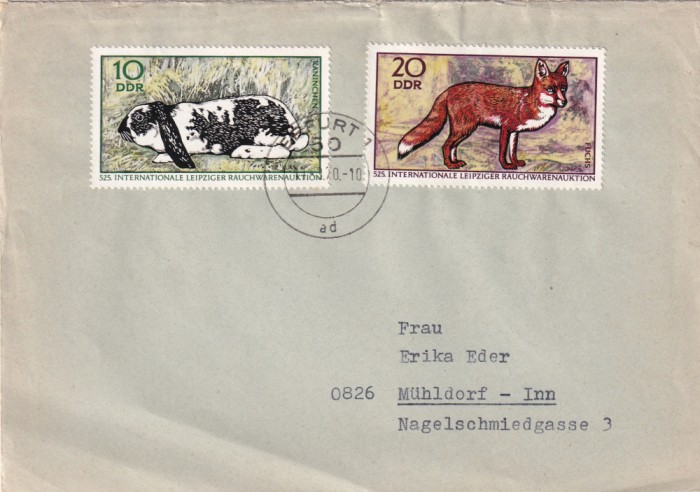 10
DDR
KANINCHEN
525. INTERNATIONALE LEIPZIGER RAUCHWARENAUKTION
20
DDR
FUCHS
525. INTERNATIONALE LEIPZIGER RAUCHWARENAUKTION
50
ad
Frau
Erika Eder
0826 Mühldorf - Inn
Nagelschmiedgasse 3